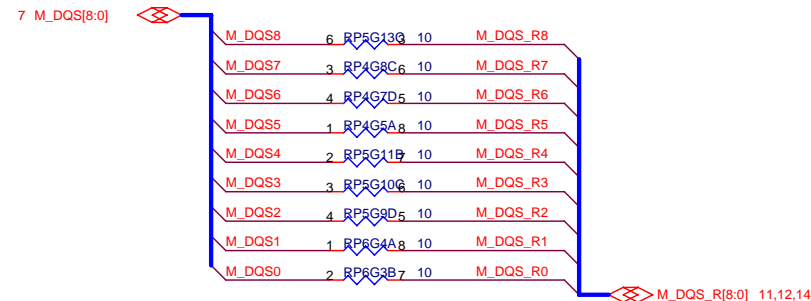 7 M_DQS[8:0]
M_DQS8 6 RP5G13C 3 10 M_DQS_R8
M_DQS7 3 RP4G8C 6 10 M_DQS_R7
M_DQS6 4 RP4G7D 5 10 M_DQS_R6
M_DQS5 1 RP4G5A 8 10 M_DQS_R5
M_DQS4 2 RP5G11B 7 10 M_DQS_R4
M_DQS3 3 RP5G10C 6 10 M_DQS_R3
M_DQS2 4 RP5G9D 5 10 M_DQS_R2
M_DQS1 1 RP6G4A 8 10 M_DQS_R1
M_DQS0 2 RP6G3B 7 10 M_DQS_R0
M_DQS_R[8:0] 11,12,14